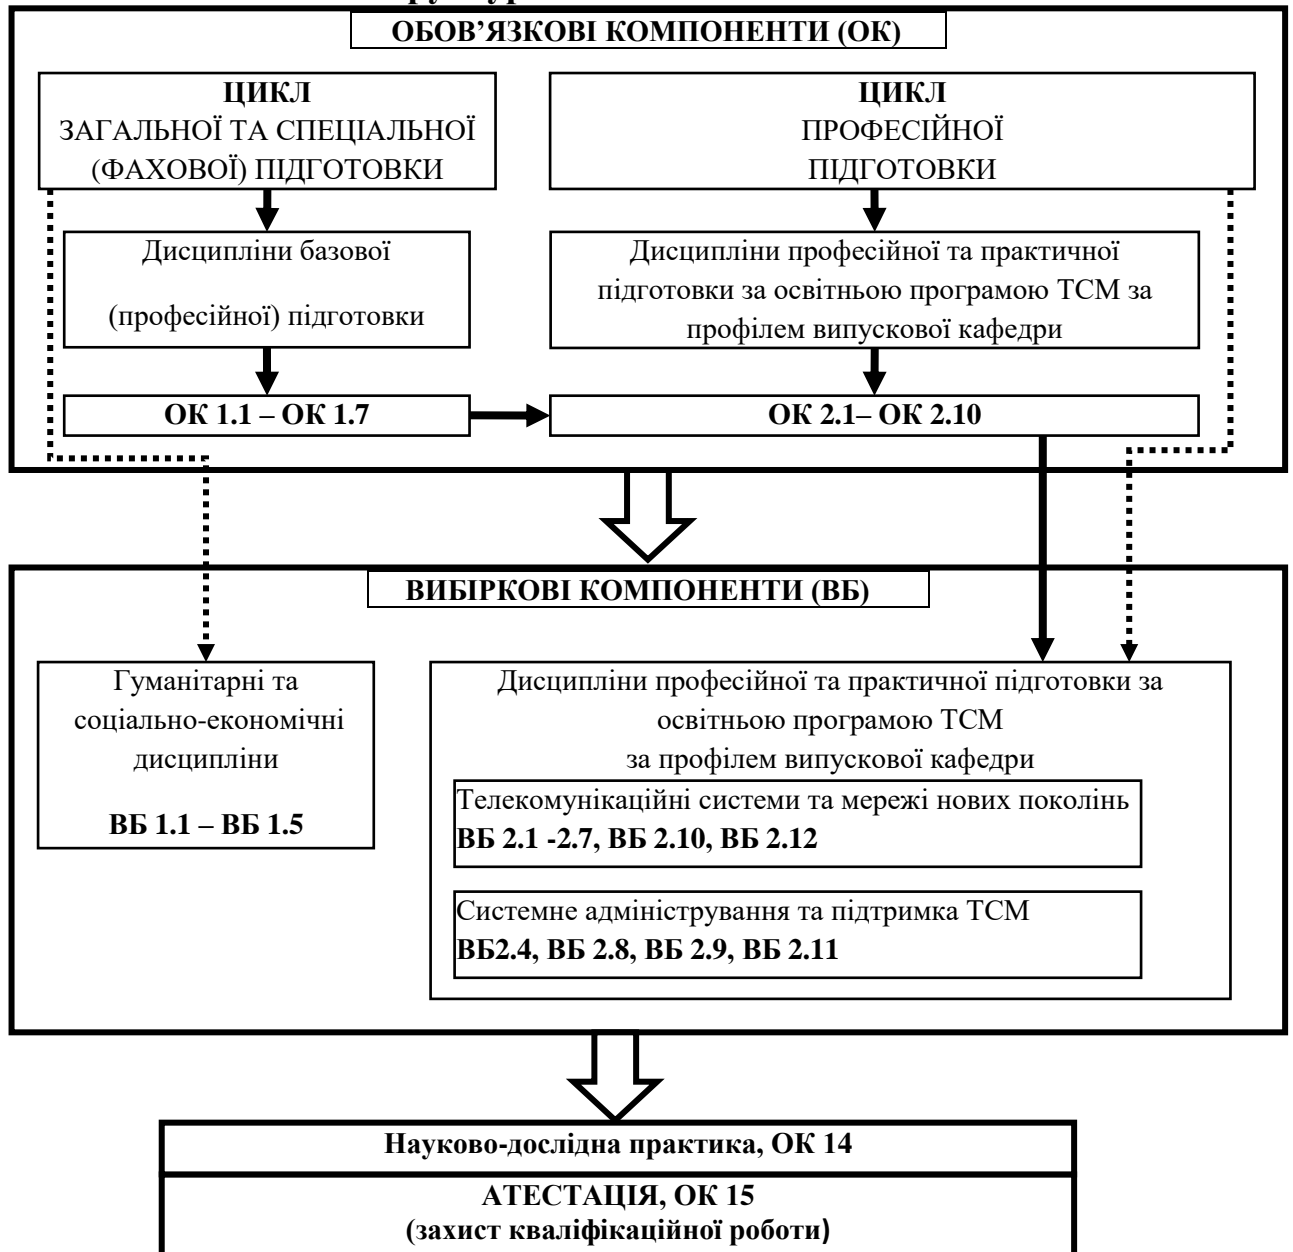 ОБОВ’ЯЗКОВІ КОМПОНЕНТИ (ОК)
ЦИКЛ
ЗАГАЛЬНОЇ ТА СПЕЦІАЛЬНОЇ
(ФАХОВОЇ) ПІДГОТОВКИ
ЦИКЛ
ПРОФЕСІЙНОЇ
ПІДГОТОВКИ
Дисципліни базової
(професійної) підготовки
Дисципліни професійної та практичної
підготовки за освітньою програмою ТСМ за
профілем випускової кафедри
ОК 1.1 – ОК 1.7
ОК 2.1– ОК 2.10
ВИБІРКОВІ КОМПОНЕНТИ (ВБ)
Гуманітарні та
соціально-економічні
дисципліни
ВБ 1.1 – ВБ 1.5
Дисципліни професійної та практичної підготовки за
освітньою програмою ТСМ
за профілем випускової кафедри
Телекомунікаційні системи та мережі нових поколінь
ВБ 2.1 -2.7, ВБ 2.10, ВБ 2.12
Системне адміністрування та підтримка ТСМ
ВБ2.4, ВБ 2.8, ВБ 2.9, ВБ 2.11
Науково-дослідна практика, ОК 14
АТЕСТАЦІЯ, ОК 15
(захист кваліфікаційної роботи)